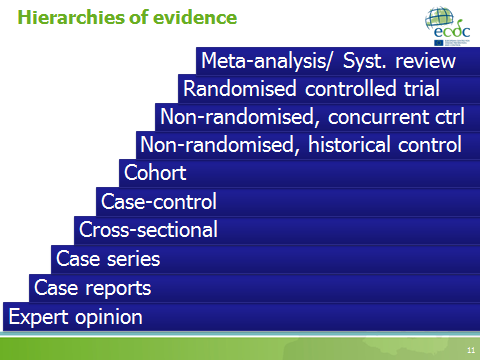 Hierarchies of evidence
ecdc
Meta-analysis/ Syst. review
Randomised controlled trial
Non-randomised, concurrent ctrl
Non-randomised, historical control
Cohort
Case-control
Cross-sectional
Case series
Case reports
Expert opinion
11